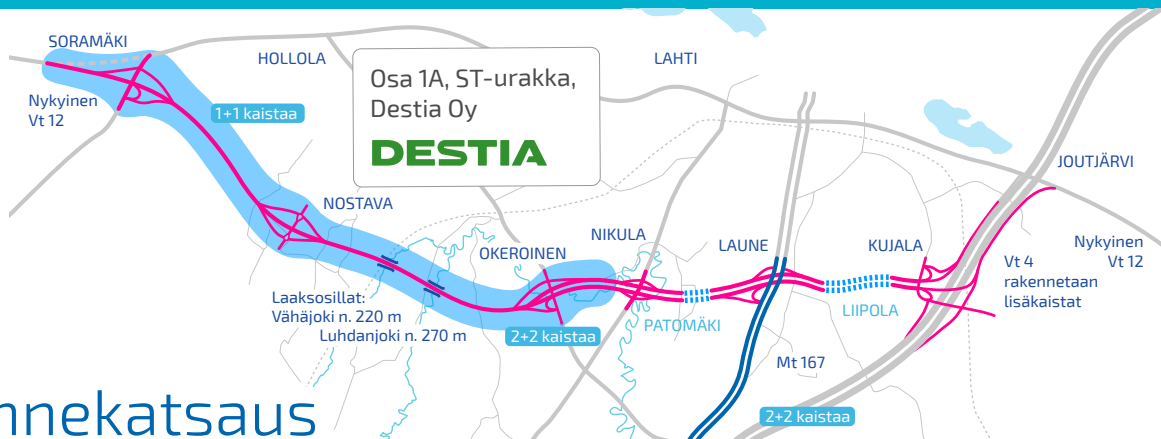 SORAMÄKI
HOLLOLA
LAHTI
Osa 1A, ST-urakka,
Destia Oy
DESTIA
Nykyinen
Vt 12
1+1 kaistaa
JOUTJÄRVI
NOSTAVA
NIKULA
OKEROINEN
LAUNE
KUJALA
Nykyinen
Vt 12
Vt 4
rakennetaan
lisäkaistat
Laaksosillat:
Vähäjoki n. 220 m
Luhdanjoki n. 270 m
LIIPOLA
PATOMÄKI
2+2 kaistaa
Mt 167
2+2 kaistaa
nnekatsaus